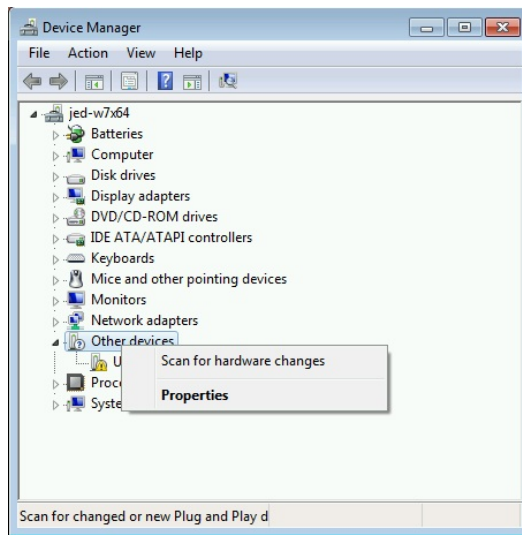 Device Manager
File Action View Help
jed-w7x64
Batteries
Computer
Disk drives
Display adapters
DVD/CD-ROM drives
IDE ATA/ATAPI controllers
Keyboards
Mice and other pointing devices
Monitors
Network adapters
Other devices
U
Scan for hardware changes
Proce
Properties
Syste
Scan for changed or new Plug and Play d